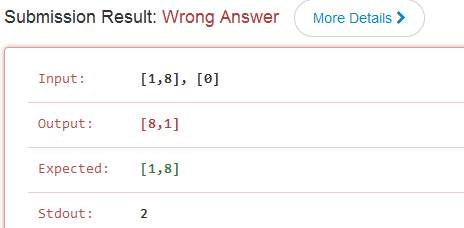 Submission Result: Wrong Answer More Details
Input: [1,8], [0]
Output: [8,1]
Expected: [1,8]
Stdout: 2